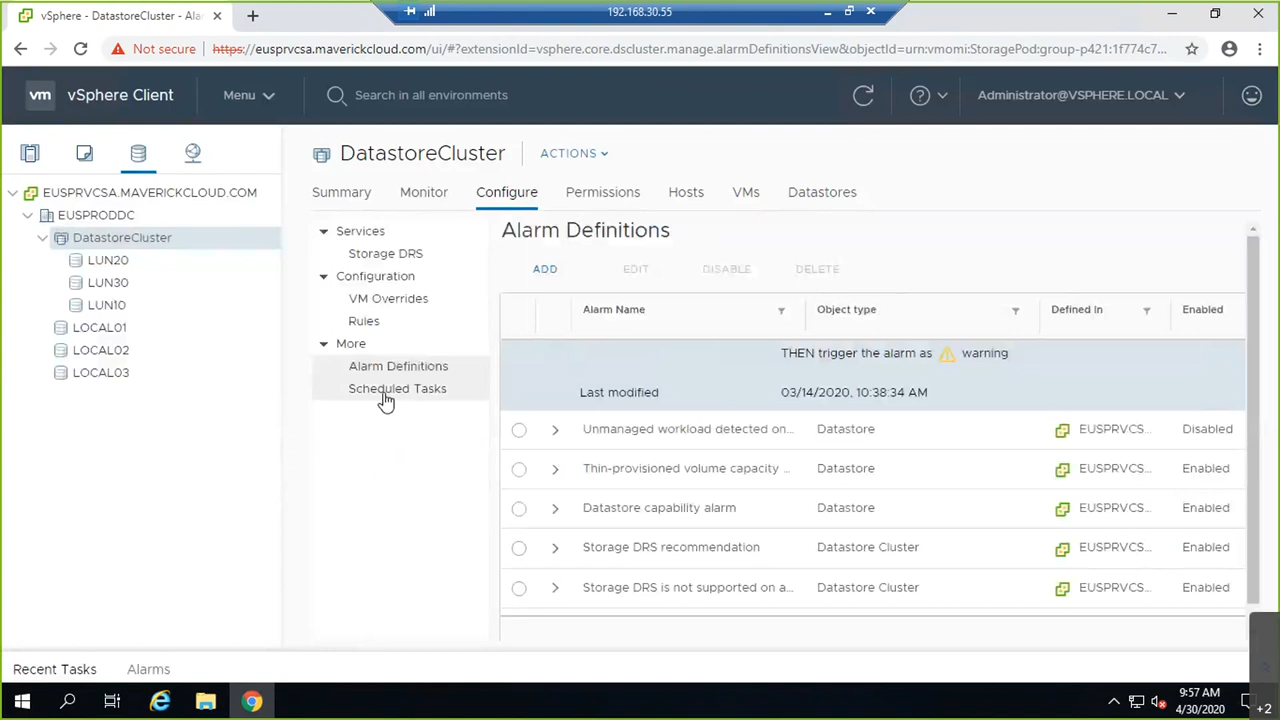 vSphere - DatastoreCluster - Ala
192.168.30.55
Not secure
https://eusprvcsa.maverickcloud.com/ui/#?extensionId=vsphere.core.dscluster.manage.alarmDefinitionsView&objectId=urn:vmomi:StoragePod:group-p421:1f774c7...
vm vSphere Client
Menu
Search in all environments
Administrator@VSPHERE.LOCAL
EUSPRVCSA.MAVERICKCLOUD.COM
EUSPRODDC
DatastoreCluster
LUN20
LUN30
LUN10
LOCAL01
LOCAL02
LOCAL03
DatastoreCluster
ACTIONS
Summary Monitor Configure Permissions Hosts VMs Datastores
Services
Storage DRS
Configuration
VM Overrides
Rules
More
Alarm Definitions
Scheduled Tasks
Alarm Definitions
ADD EDIT DISABLE DELETE
Alarm Name Object type Defined In Enabled
THEN trigger the alarm as warning
Last modified 03/14/2020, 10:38:34 AM
Unmanaged workload detected on... Datastore EUSPRVCS... Disabled
Thin-provisioned volume capacity ... Datastore EUSPRVCS... Enabled
Datastore capability alarm Datastore EUSPRVCS... Enabled
Storage DRS recommendation Datastore Cluster EUSPRVCS... Enabled
Storage DRS is not supported on a... Datastore Cluster EUSPRVCS... Enabled
Recent Tasks Alarms
9:57 AM
4/30/2020
+2